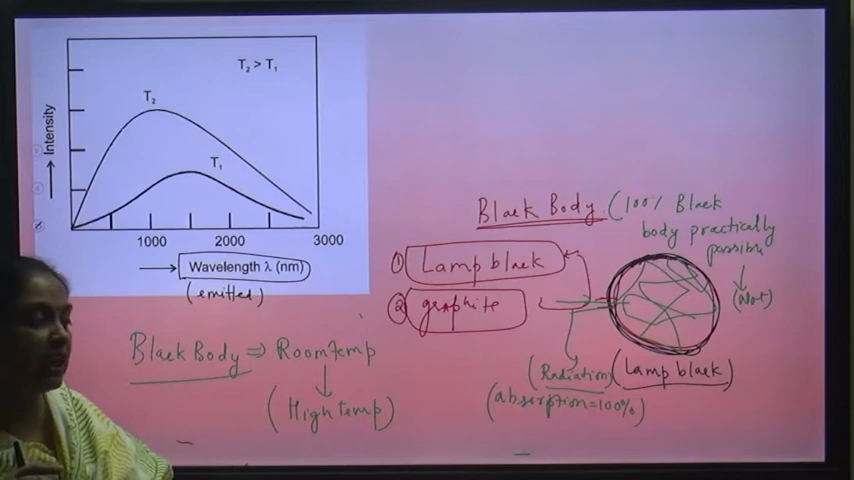 T₂ > T₁
T₂
T₁
Intensity
1000 2000 3000
Wavelength λ (nm)
(emitted)
Black Body ⇒ Room temp
(High temp)
Black Body (100% Black
body practically
possible
(Not)
① Lamp black
② graphite
(Radiation) (Lamp black)
(absorption=100%)